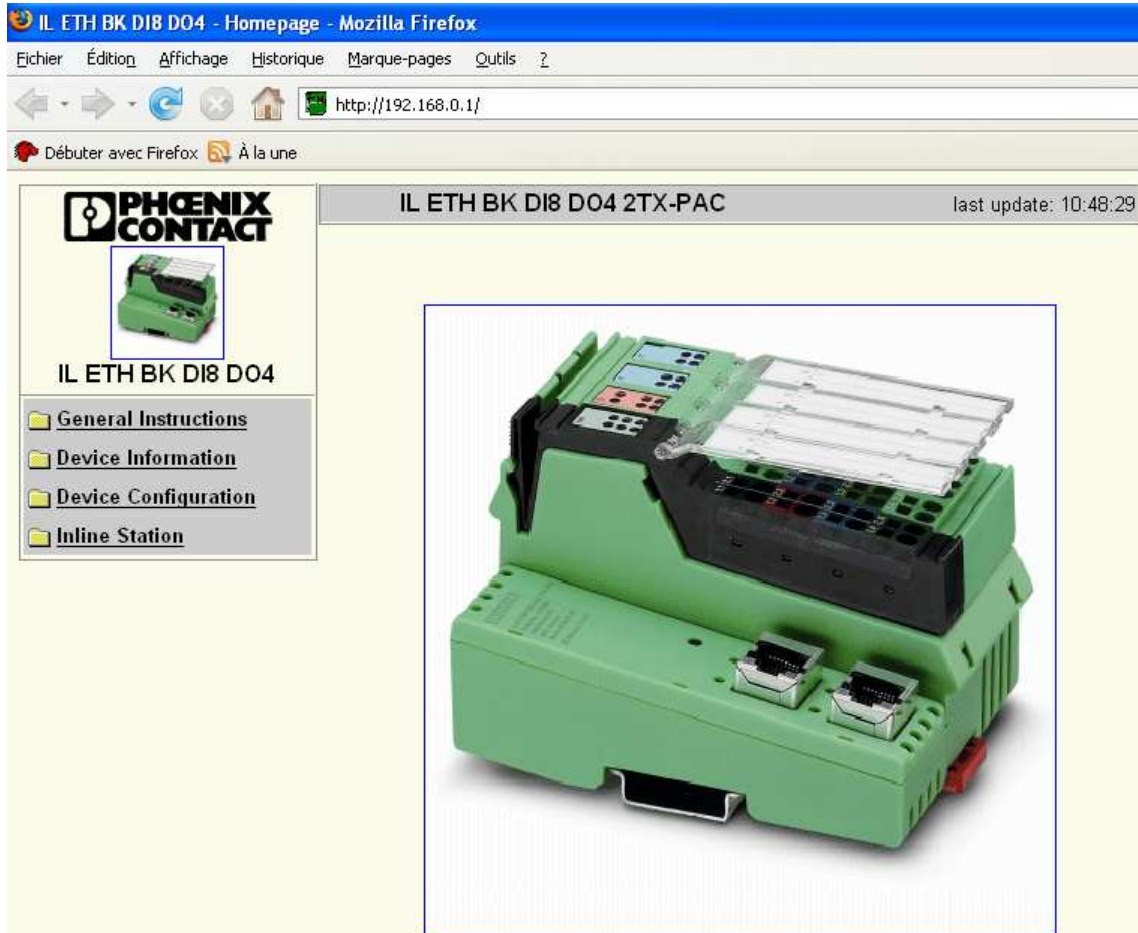 IL ETH BK DI8 DO4 - Homepage - Mozilla Firefox
Fichier Édition Affichage Historique Marque-pages Outils ?
http://192.168.0.1/
Débuter avec Firefox À la une
PHŒNIX
CONTACT
IL ETH BK DI8 DO4 2TX-PAC last update: 10:48:29
IL ETH BK DI8 DO4
General Instructions
Device Information
Device Configuration
Inline Station